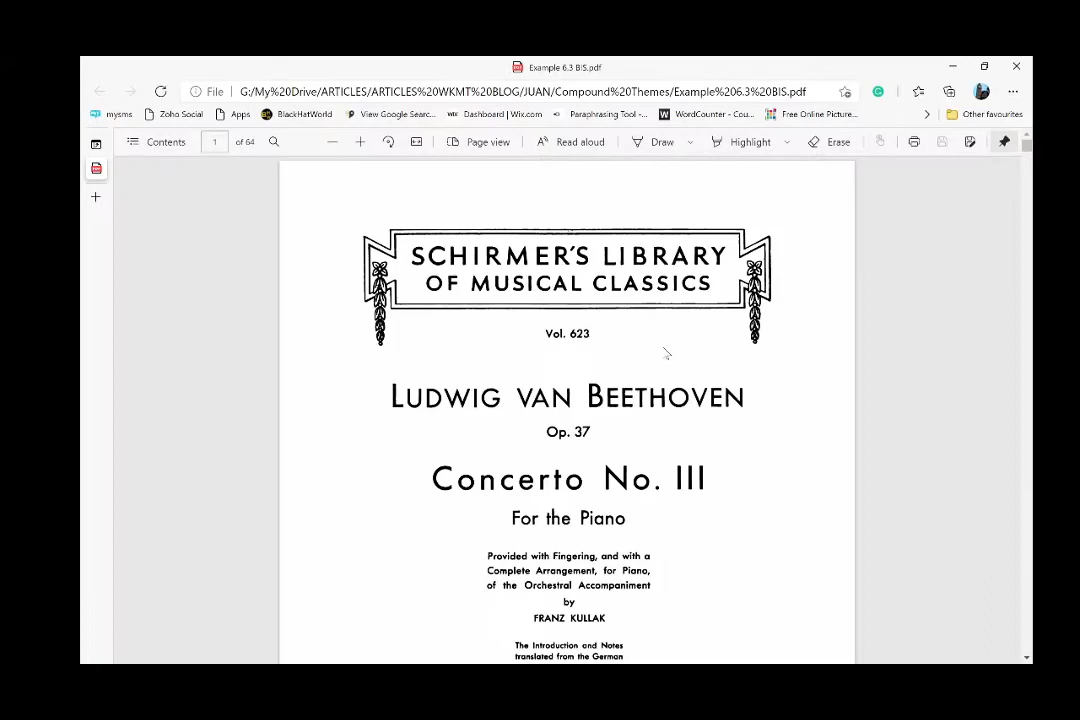 Example 6.3 BIS.pdf
File
G:/My%20Drive/ARTICLES/ARTICLES%20WKMT%20BLOG/JUAN/Compound%20Themes/Example%206.3%20BIS.pdf
mysms Zoho Social Apps BlackHatWorld View Google Searc... Dashboard | Wix.com Paraphrasing Tool -... WordCounter - Cou... Free Online Picture... Other favourites
Contents 1 of 64 Page view Read aloud Draw Highlight Erase
SCHIRMER'S LIBRARY
OF MUSICAL CLASSICS
Vol. 623
LUDWIG VAN BEETHOVEN
Op. 37
Concerto No. III
For the Piano
Provided with Fingering, and with a
Complete Arrangement, for Piano,
of the Orchestral Accompaniment
by
FRANZ KULLAK
The Introduction and Notes
translated from the German